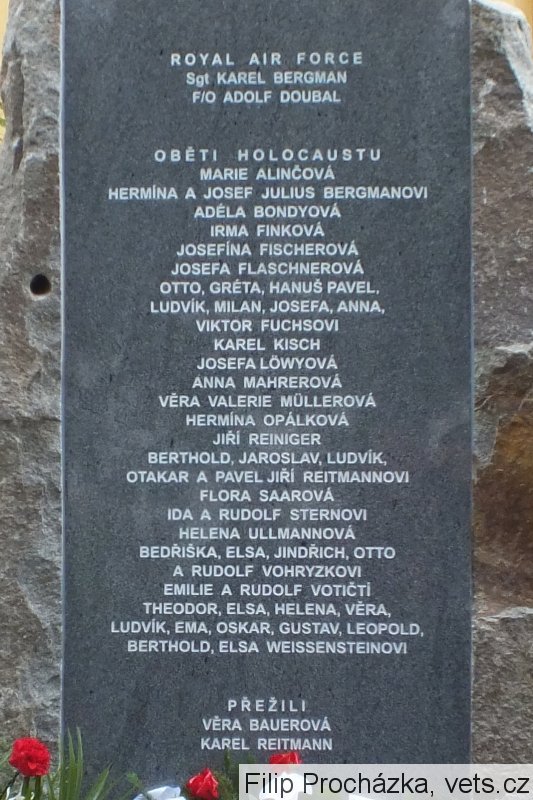 ROYAL AIR FORCE
Sgt KAREL BERGMAN
F/O ADOLF DOUBAL
OBĚTI HOLOCAUSTU
MARIE ALINČOVÁ
HERMÍNA A JOSEF JULIUS BERGMANOVI
ADÉLA BONDYOVÁ
IRMA FINKOVÁ
JOSEFÍNA FISCHEROVÁ
JOSEFA FLASCHNEROVÁ
OTTO, GRÉTA, HANUŠ PAVEL,
LUDVÍK, MILAN, JOSEFA, ANNA,
VIKTOR FUCHSOVI
KAREL KISCH
JOSEFA LÖWYOVÁ
ANNA MAHREROVÁ
VĚRA VALERIE MÜLLEROVÁ
HERMÍNA OPÁLKOVÁ
JIŘÍ REINIGER
BERTHOLD, JAROSLAV, LUDVÍK,
OTAKAR A PAVEL JIŘÍ REITMANNOVI
FLORA SAAROVÁ
IDA A RUDOLF STERNOVI
HELENA ULLMANNOVÁ
BEDŘIŠKA, ELSA, JINDŘICH, OTTO
A RUDOLF VOHRYZKOVI
EMILIE A RUDOLF VOTIČTÍ
THEODOR, ELSA, HELENA, VĚRA,
LUDVÍK, EMA, OSKAR, GUSTAV, LEOPOLD,
BERTHOLD, ELSA WEISSENSTEINOVI
PŘEŽILI
VĚRA BAUEROVÁ
KAREL REITMANN
Filip Procházka, vets.cz